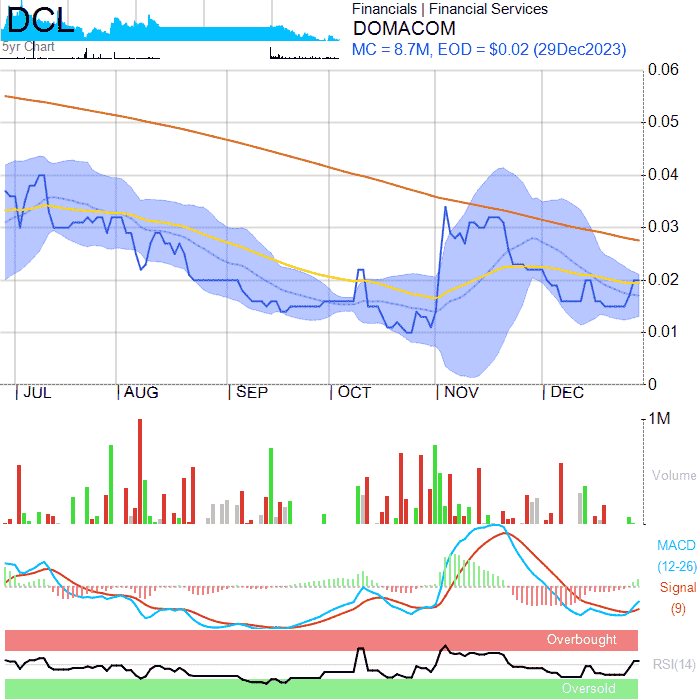 DCL
5yr Chart
Financials | Financial Services
DOMACOM
MC = 8.7M, EOD = $0.02 (29Dec2023)
0.06
0.05
0.04
0.03
0.02
0.01
0
JUL AUG SEP OCT NOV DEC
1M
Volume
MACD
(12-26)
Signal
(9)
Overbought
RSI(14)
Oversold